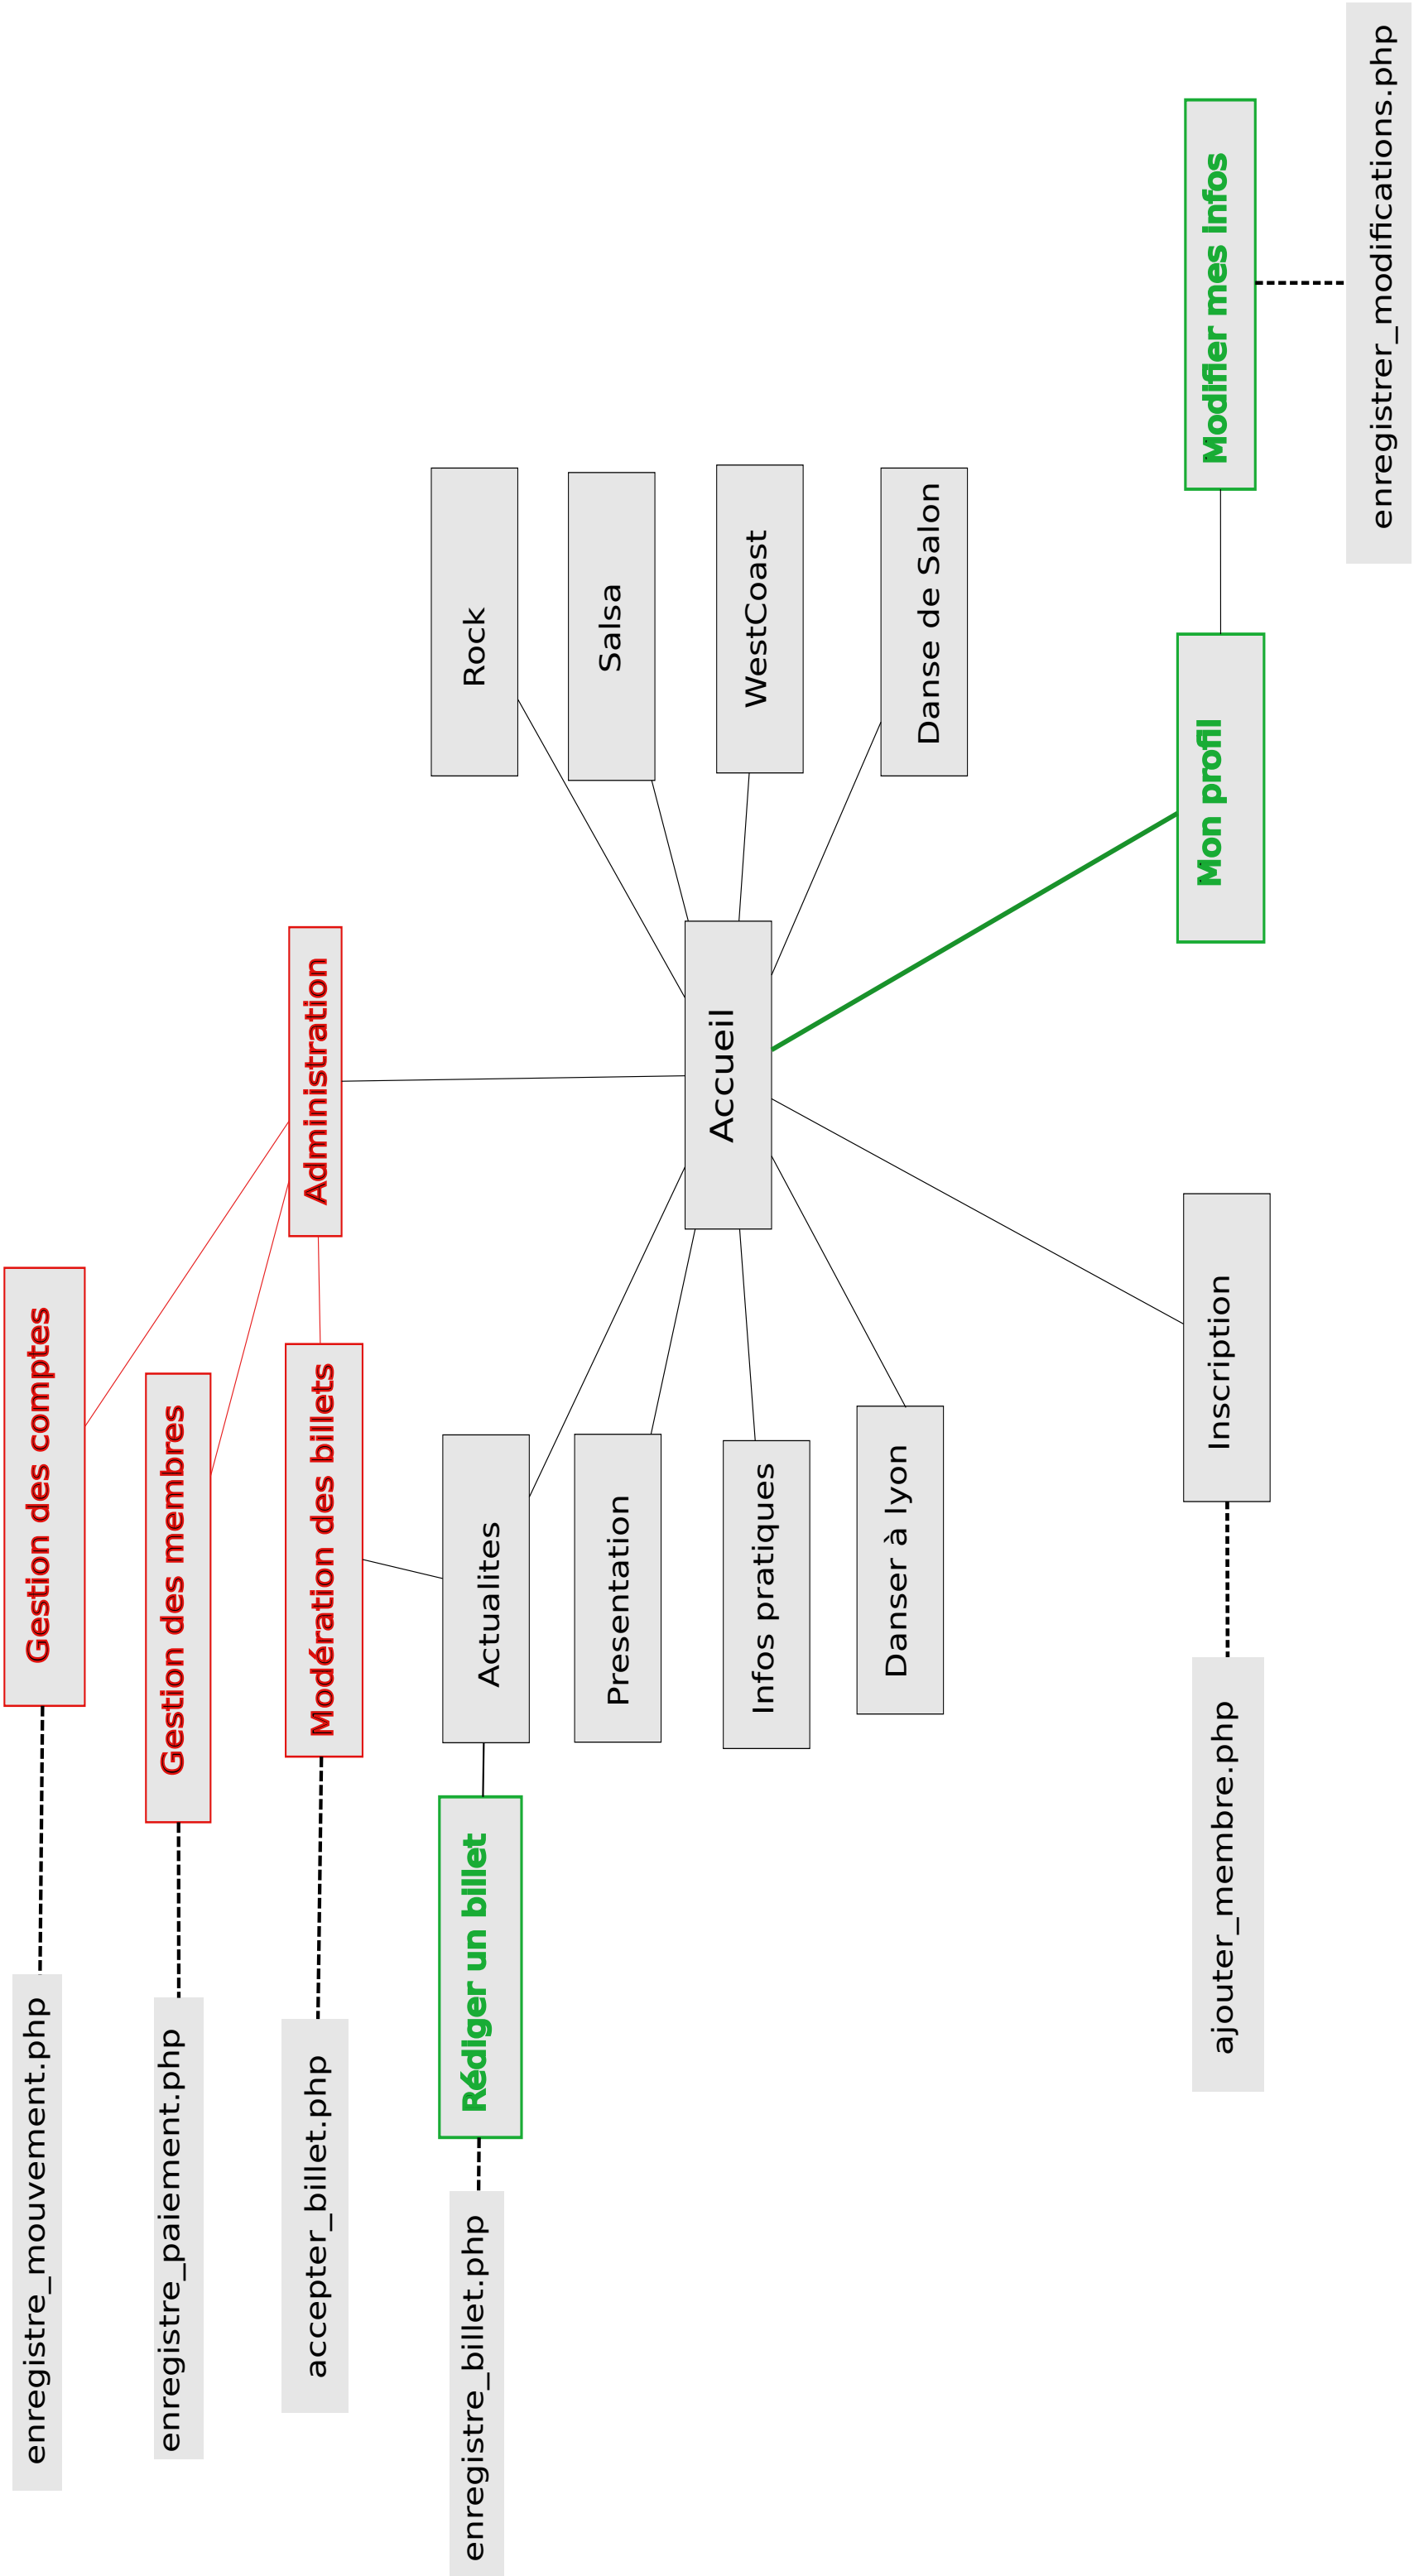 enregistre_mouvement.php
Gestion des comptes
enregistre_paiement.php
Gestion des membres
accepter_billet.php
Modération des billets
Administration
enregistre_billet.php
Rédiger un billet
Actualites
Rock
Presentation
Salsa
Accueil
Infos pratiques
WestCoast
Danser à lyon
Danse de Salon
ajouter_membre.php
Inscription
Mon profil
Modifier mes infos
enregistrer_modifications.php